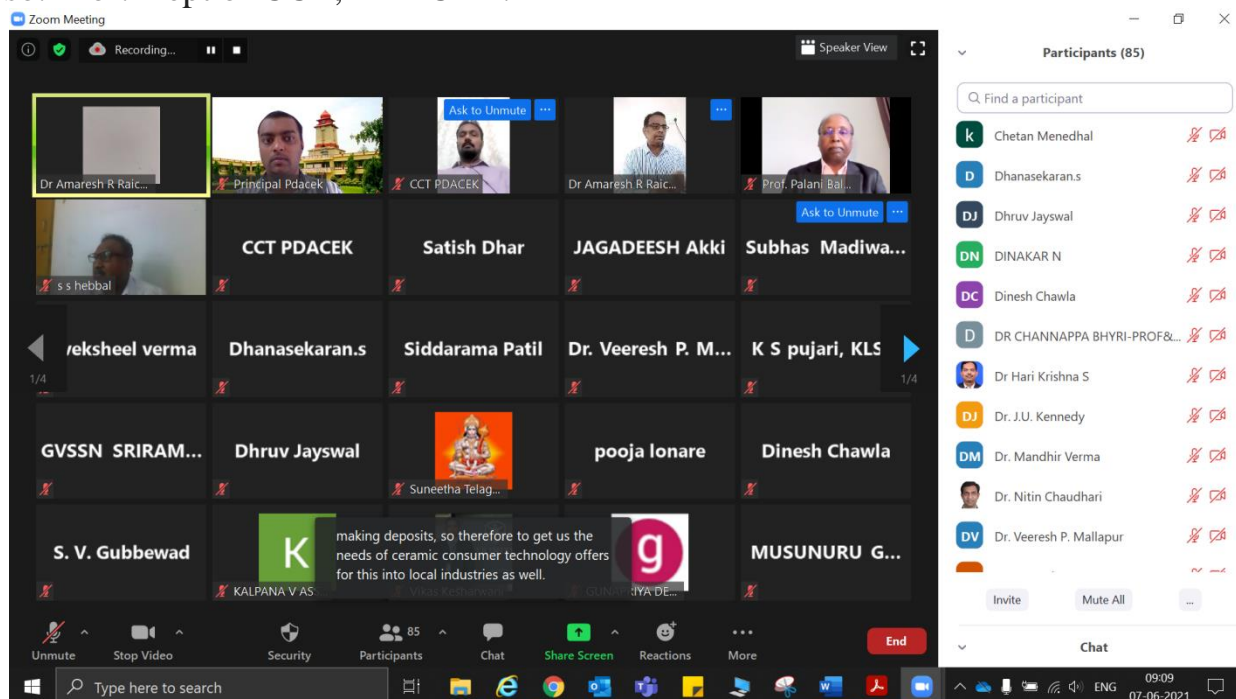 Zoom Meeting
Recording...
Speaker View
Participants (85)
Find a participant
Ask to Unmute
Dr Amaresh R Raic...
Principal Pdacek
CCT PDACEK
Dr Amaresh R Raic...
Prof. Palani Bal...
Ask to Unmute
s s hebbal
CCT PDACEK
Satish Dhar
JAGADEESH Akki
Subhas Madiwa...
veksheel verma
Dhanasekaran.s
Siddarama Patil
Dr. Veeresh P. M...
K S pujari, KLS
1/4
1/4
GVSSN SRIRAM...
Dhruv Jayswal
Suneetha Telag...
pooja lonare
Dinesh Chawla
S. V. Gubbewad
K
KALPANA V AS
making deposits, so therefore to get us the
needs of ceramic consumer technology offers
for this into local industries as well.
g
MUSUNURU G...
k Chetan Menedhal
D Dhanasekaran.s
DJ Dhruv Jayswal
DN DINAKAR N
DC Dinesh Chawla
D DR CHANNAPPA BHYRI-PROF&...
Dr Hari Krishna S
DJ Dr. J.U. Kennedy
DM Dr. Mandhir Verma
Dr. Nitin Chaudhari
DV Dr. Veeresh P. Mallapur
Invite
Mute All
...
Chat
Unmute
Stop Video
Security
85
Participants
Chat
Share Screen
Reactions
More
End
Type here to search
ENG
09:09
07-06-2021